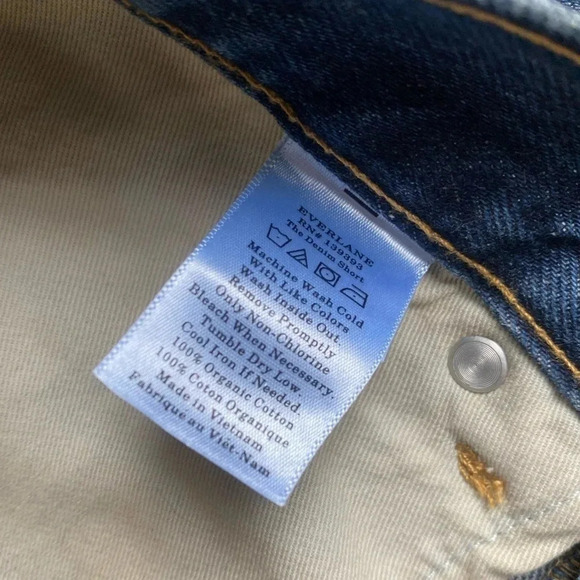 EVERLANE
RN# 139393
The Denim Short
Machine Wash Cold
With Like Colors
Wash Inside Out.
Remove Promptly
Only Non-Chlorine
Bleach When Necessary.
Tumble Dry Low.
Cool Iron If Needed.
100% Organic Cotton
100% Coton Organique
Made in Vietnam
Fabrique au Viêt-Nam